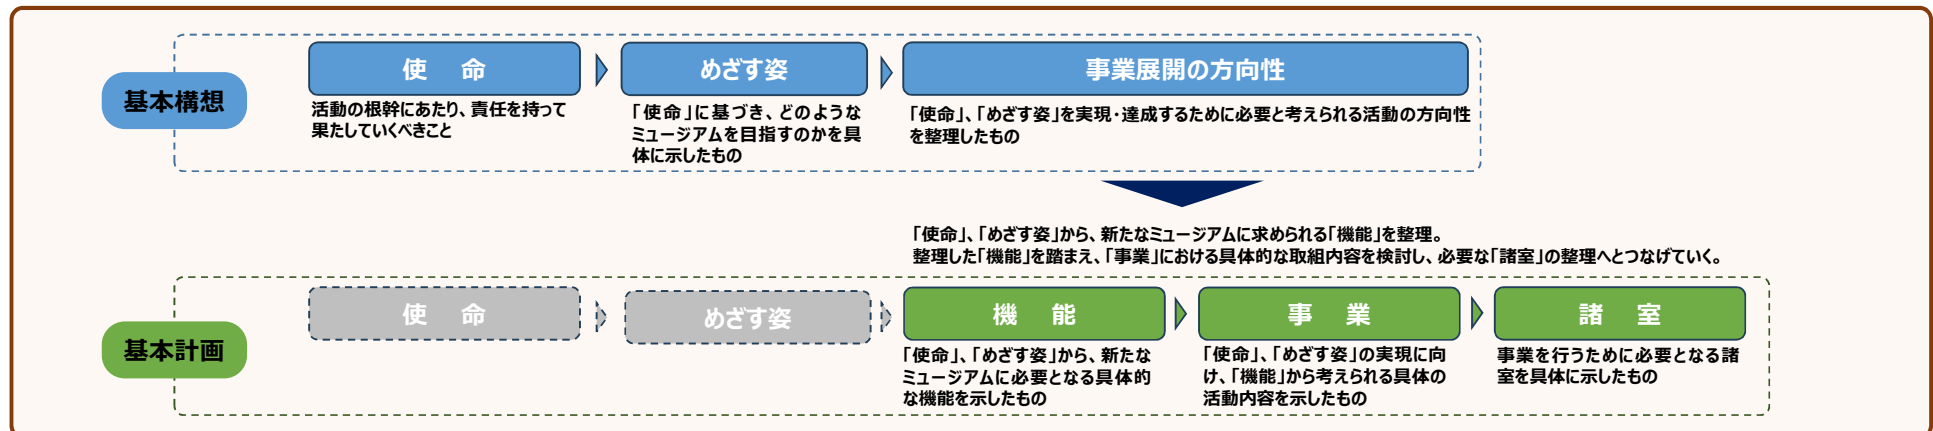 基本構想
使　命
めざす姿
事業展開の方向性
活動の根幹にあたり、責任を持って
果たしていくべきこと
「使命」に基づき、どのような
ミュージアムを目指すのかを具
体に示したもの
「使命」、「めざす姿」を実現・達成するために必要と考えられる活動の方向性
を整理したもの
「使命」、「めざす姿」から、新たなミュージアムに求められる「機能」を整理。
整理した「機能」を踏まえ、「事業」における具体的な取組内容を検討し、必要な「諸室」の整理へとつなげていく。
基本計画
使　命
めざす姿
機　能
事　業
諸　室
「使命」、「めざす姿」から、新たな
ミュージアムに必要となる具体的
な機能を示したもの
「使命」、「めざす姿」の実現に向
け、「機能」から考えられる具体の
活動内容を示したもの
事業を行うために必要となる諸
室を具体に示したもの